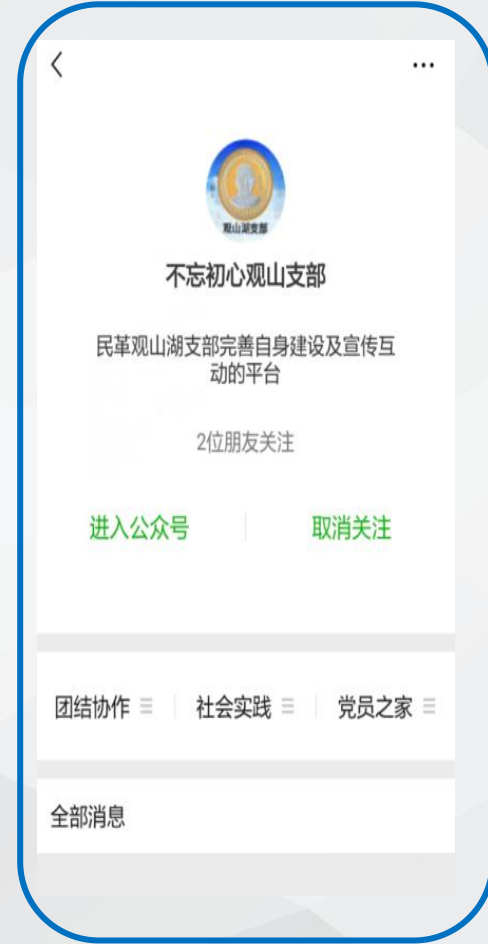 观山湖支部
不忘初心观山支部
民革观山湖支部完善自身建设及宣传互
动的平台
2位朋友关注
进入公众号 取消关注
团结协作 社会实践 党员之家
全部消息